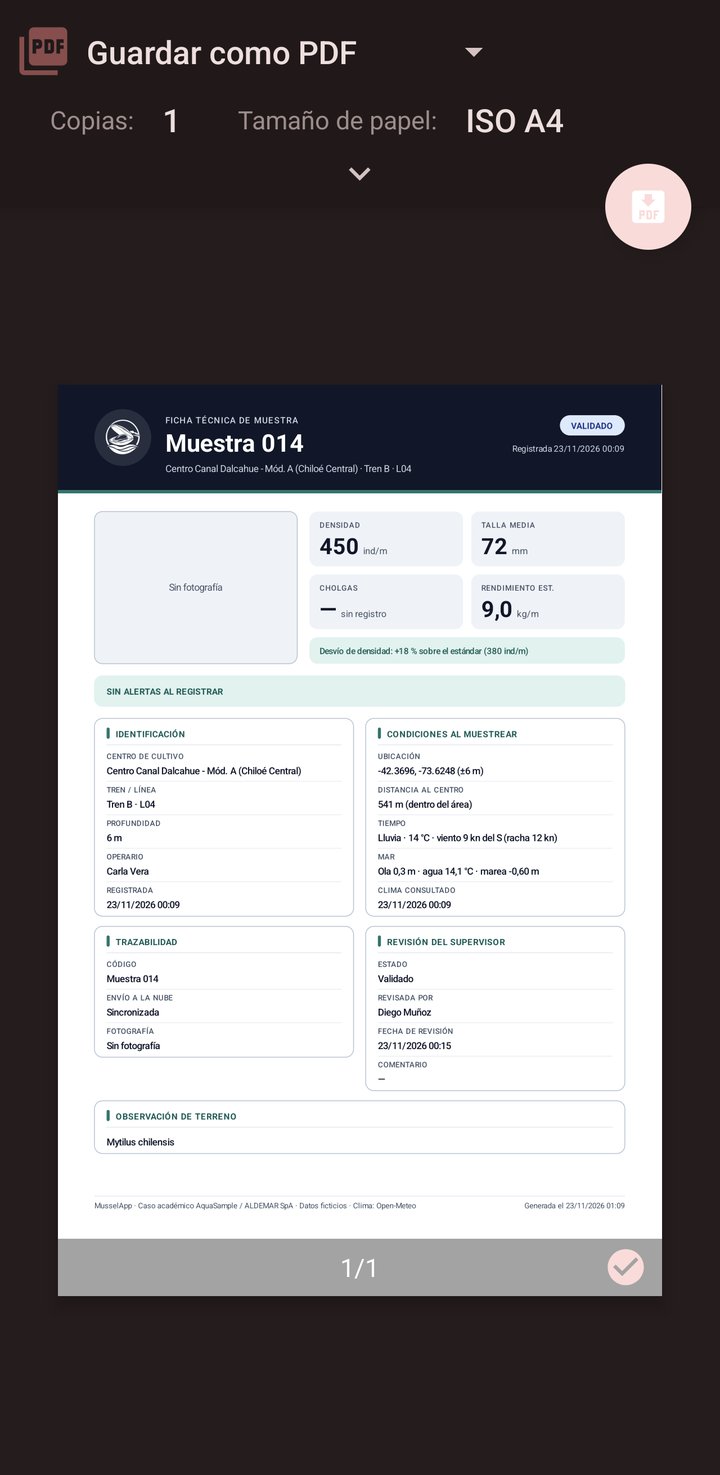 PDF
Guardar como PDF
Copias: 1 Tamaño de papel: ISO A4
PDF
FICHA TÉCNICA DE MUESTRA
Muestra 014
Centro Canal Dalcahue - Mód. A (Chiloé Central) · Tren B · L04
VALIDADO
Registrada 23/11/2026 00:09
Sin fotografía
DENSIDAD
450 ind/m
TALLA MEDIA
72 mm
CHOLGAS
— sin registro
RENDIMIENTO EST.
9,0 kg/m
Desvío de densidad: +18 % sobre el estándar (380 ind/m)
SIN ALERTAS AL REGISTRAR
IDENTIFICACIÓN
CENTRO DE CULTIVO
Centro Canal Dalcahue - Mód. A (Chiloé Central)
TREN / LÍNEA
Tren B · L04
PROFUNDIDAD
6 m
OPERARIO
Carla Vera
REGISTRADA
23/11/2026 00:09
CONDICIONES AL MUESTREAR
UBICACIÓN
-42.3696, -73.6248 (±6 m)
DISTANCIA AL CENTRO
541 m (dentro del área)
TIEMPO
Lluvia · 14 °C · viento 9 kn del S (racha 12 kn)
MAR
Ola 0,3 m · agua 14,1 °C · marea -0,60 m
CLIMA CONSULTADO
23/11/2026 00:09
TRAZABILIDAD
CÓDIGO
Muestra 014
ENVÍO A LA NUBE
Sincronizada
FOTOGRAFÍA
Sin fotografía
REVISIÓN DEL SUPERVISOR
ESTADO
Validado
REVISADA POR
Diego Muñoz
FECHA DE REVISIÓN
23/11/2026 00:15
COMENTARIO
—
OBSERVACIÓN DE TERRENO
Mytilus chilensis
MusselApp · Caso académico AquaSample / ALDEMAR SpA · Datos ficticios · Clima: Open-Meteo
Generada el 23/11/2026 01:09
1/1